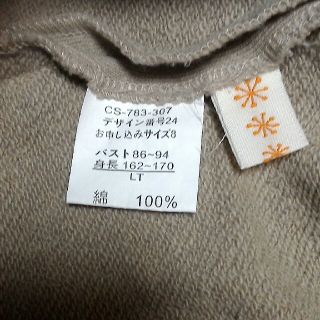 CS-783-307
デザイン番号24
お申し込みサイズ8
バスト86~94
身長162~170
LT
綿 100%